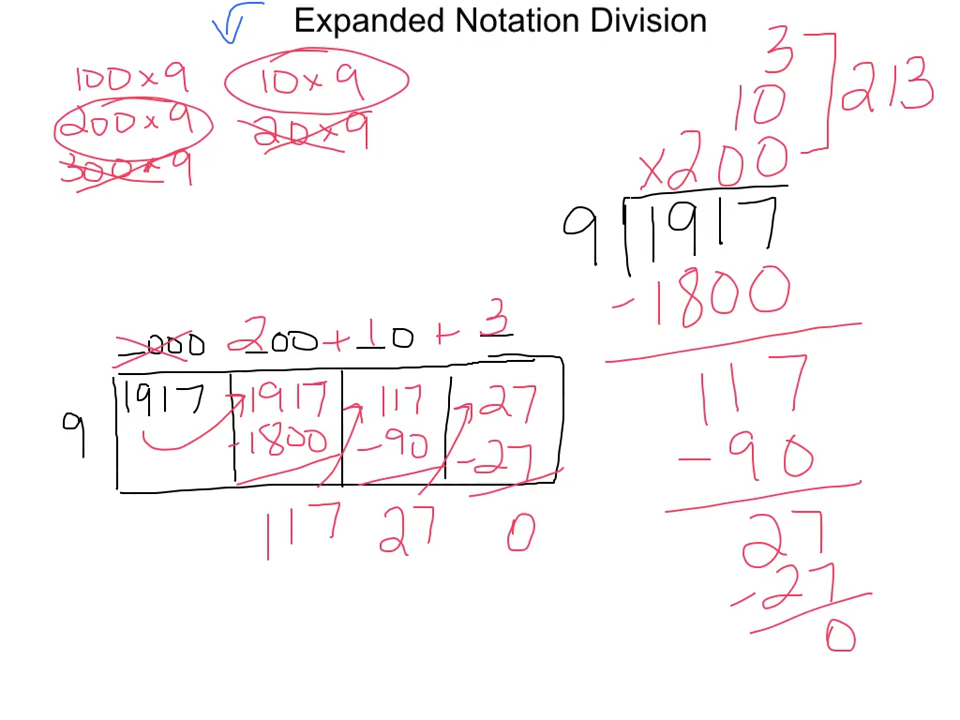 Expanded Notation Division
100 x 9
200 x 9
300 x 9
10 x 9
20 x 9
3
10
x 200
] 213
9 1917
- 1800
117
- 90
27
- 27
0
_000 200 + 10 + 3
9 1917 1917 117 27
- 1800 - 90 - 27
117 27 0